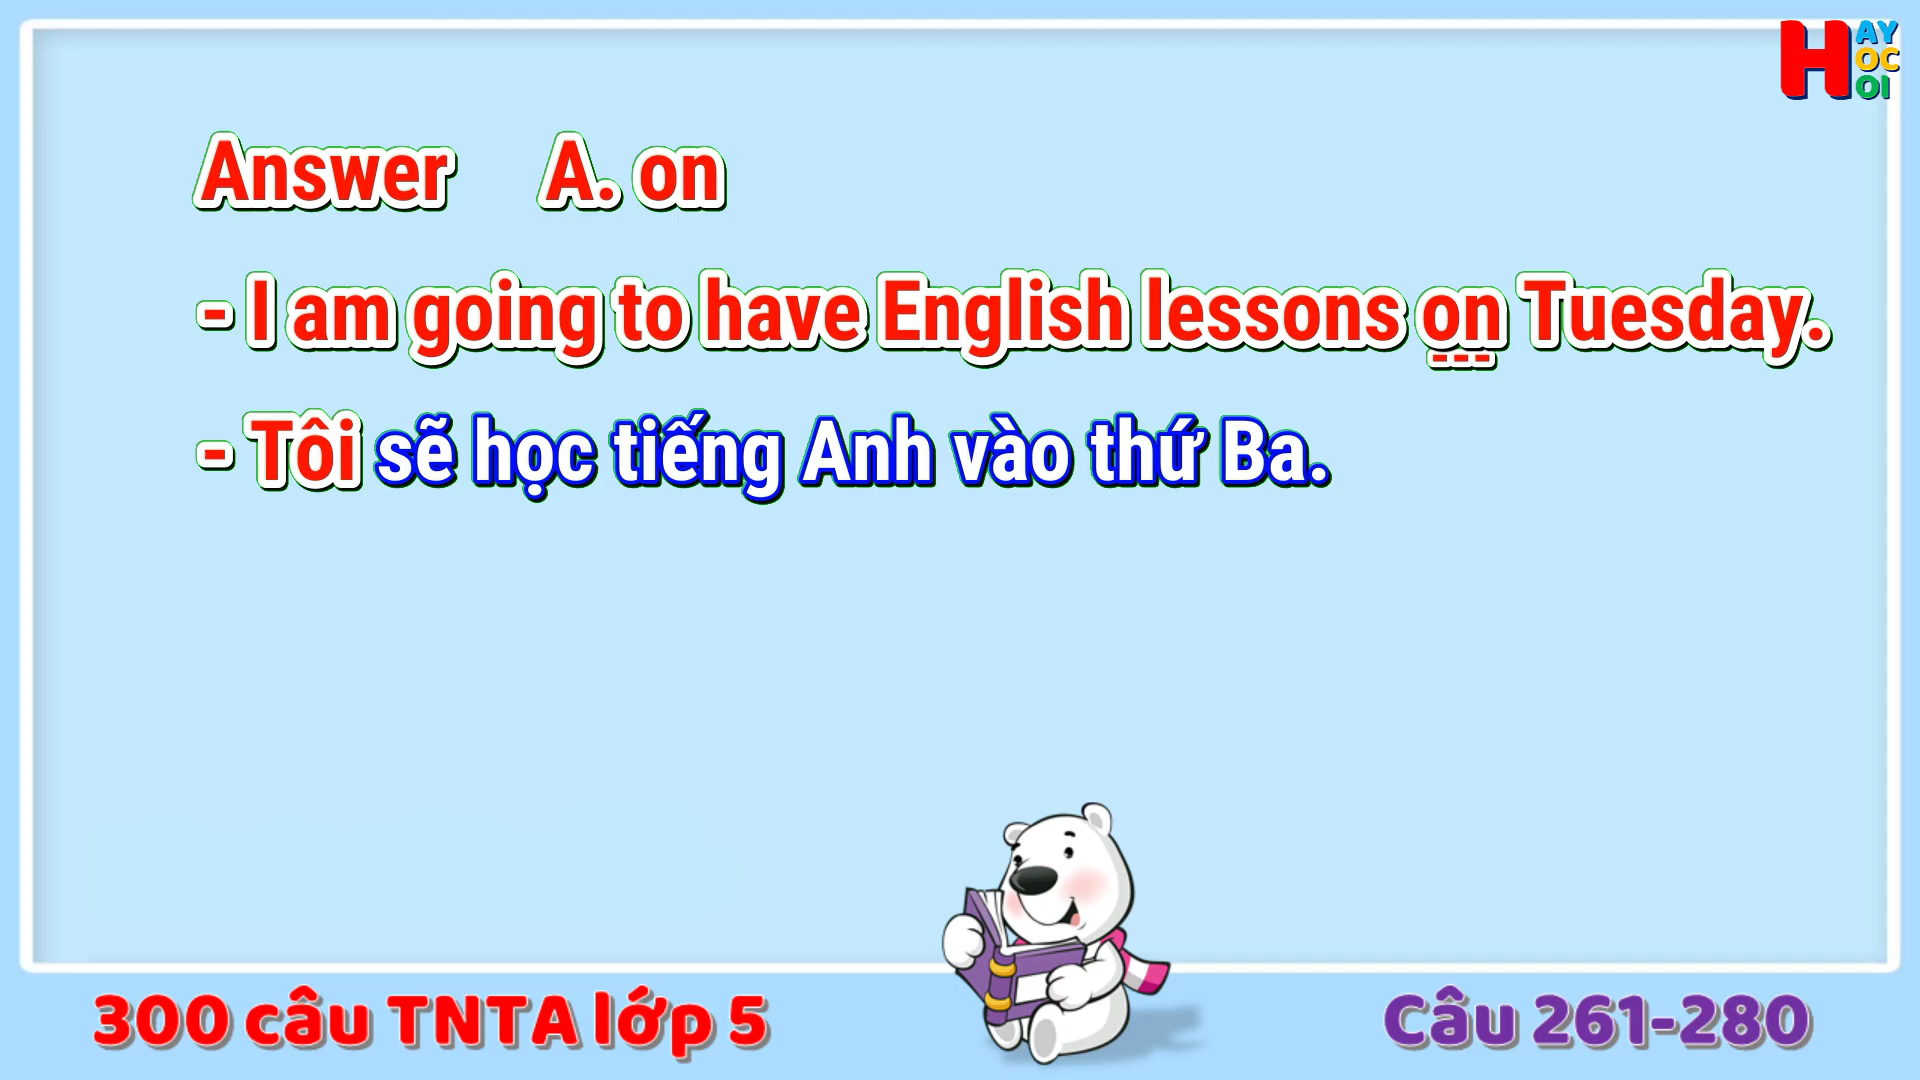 HAY
HOC
HOI
Answer A. on
- I am going to have English lessons on Tuesday.
- Tôi sẽ học tiếng Anh vào thứ Ba.
300 câu TNTA lớp 5
Câu 261-280